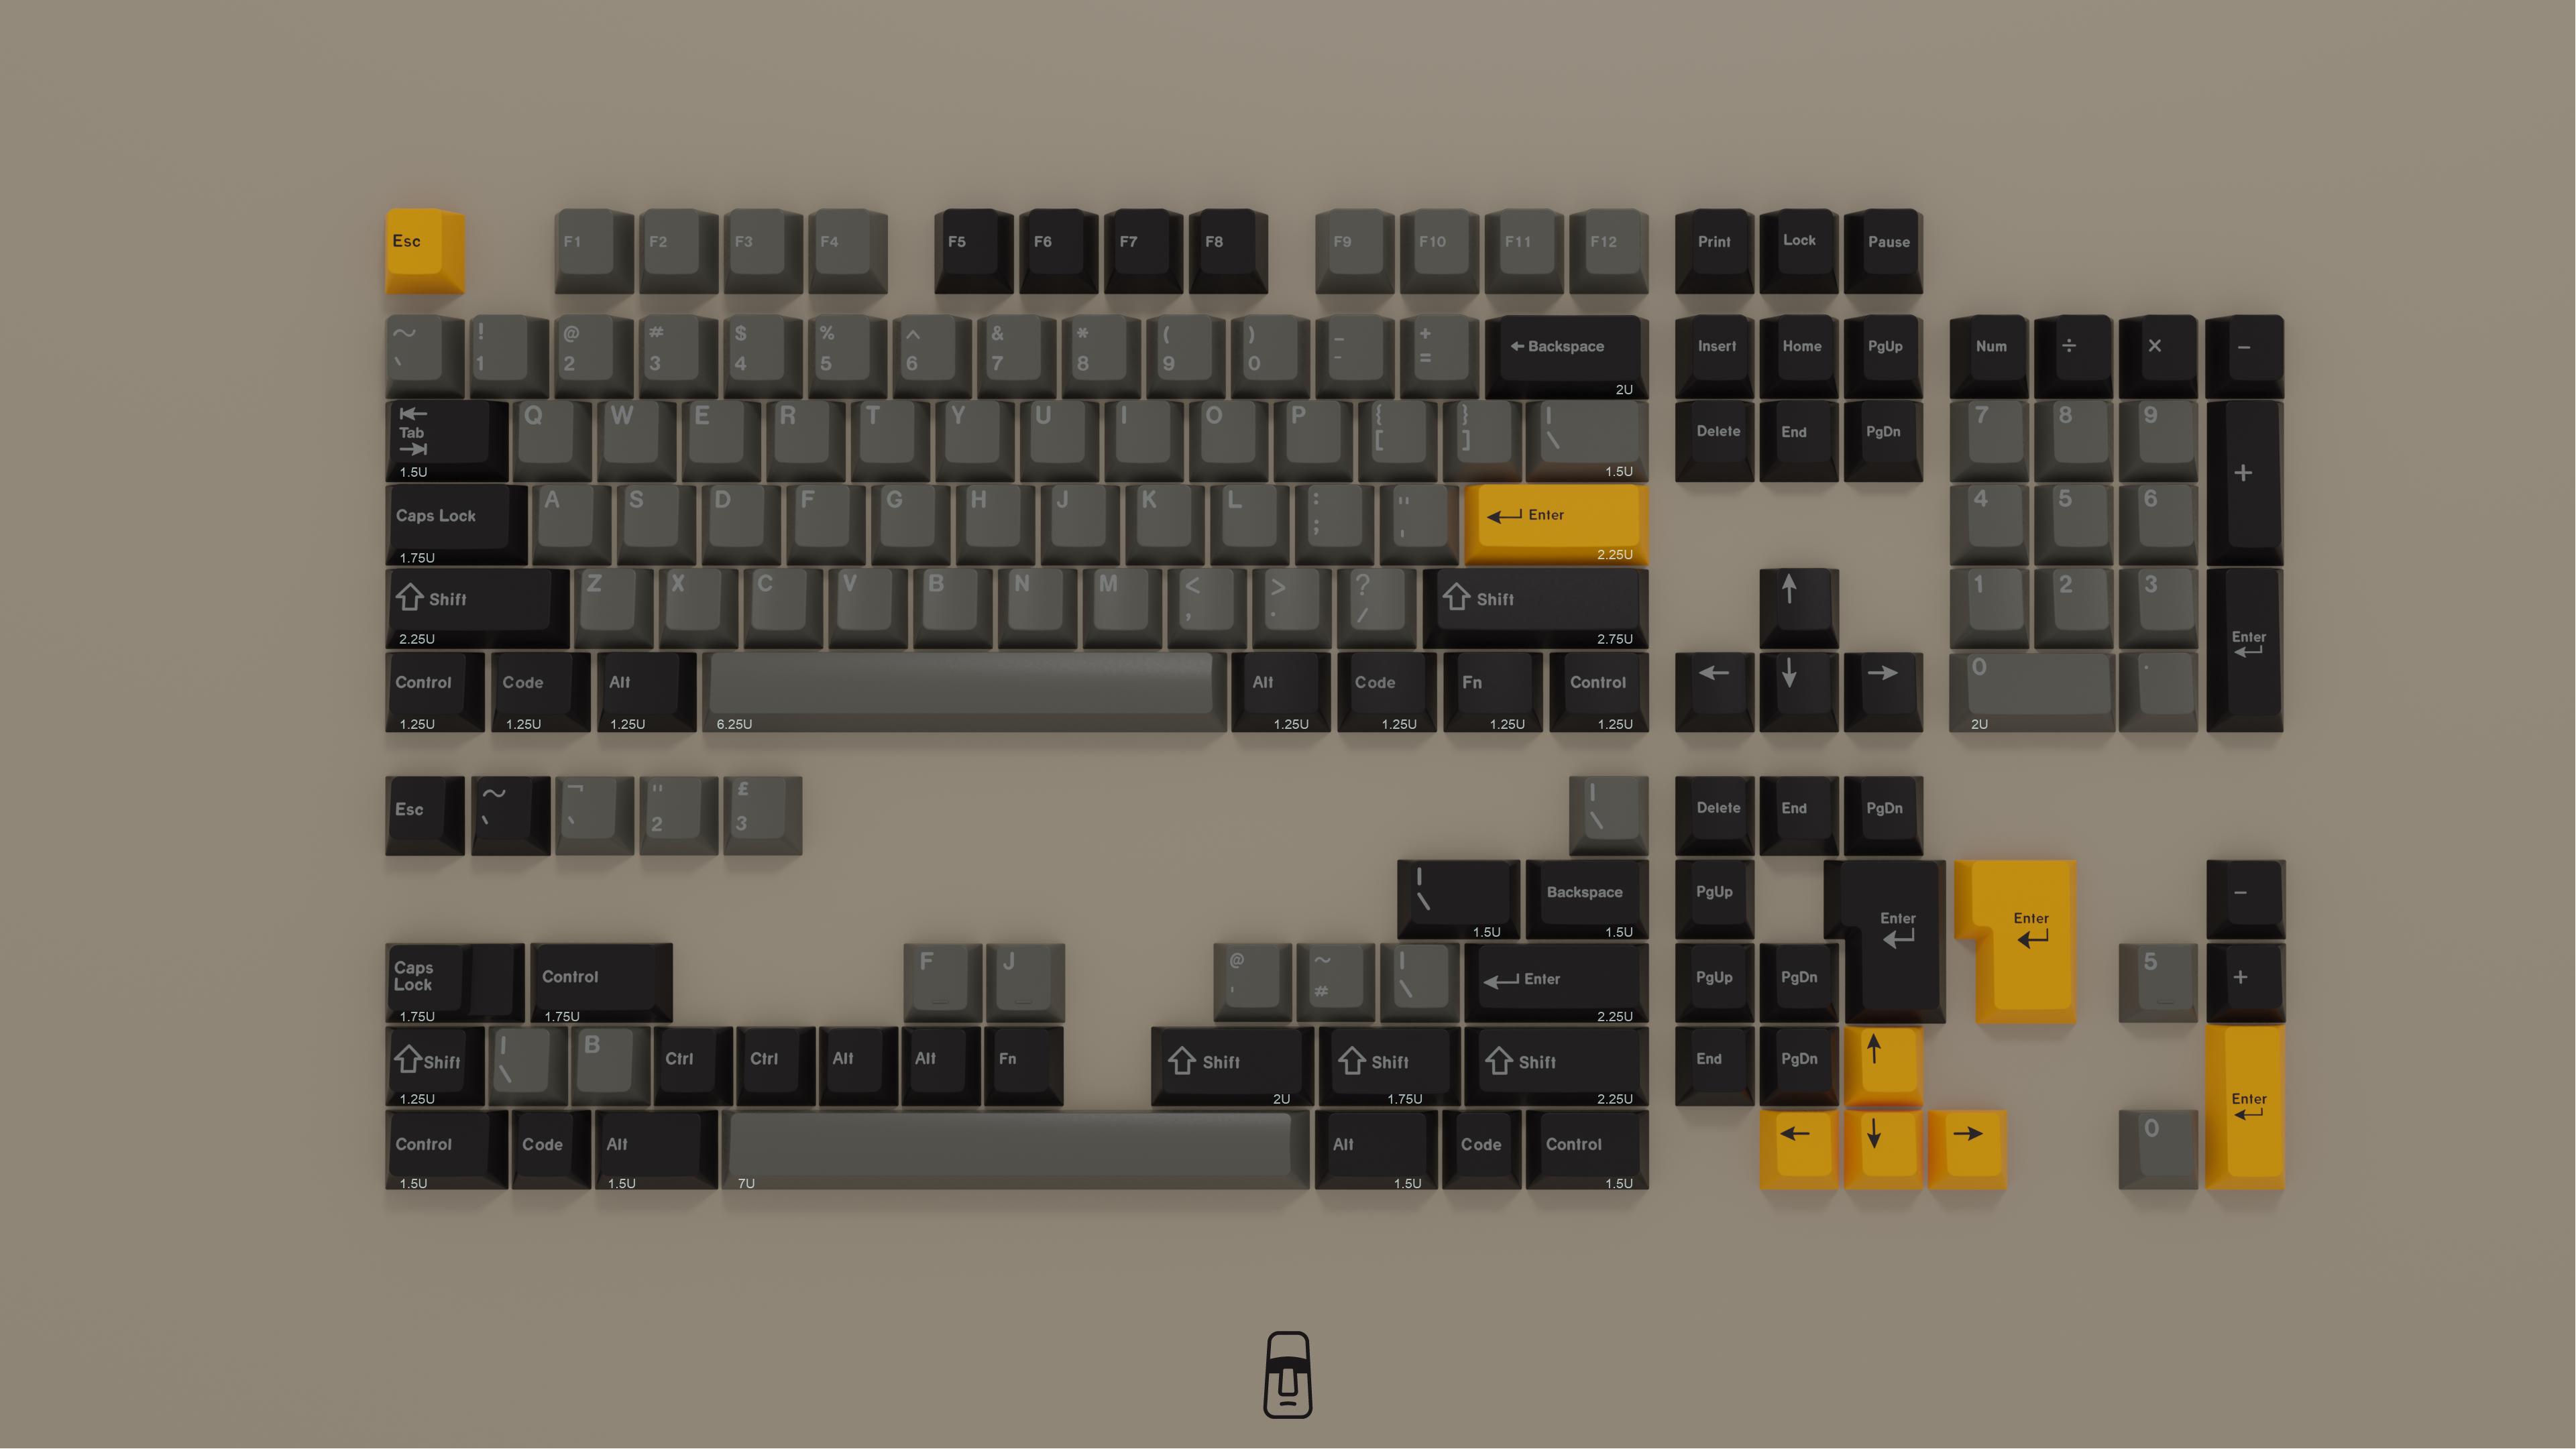 Esc F1 F2 F3 F4 F5 F6 F7 F8 F9 F10 F11 F12 Print Lock Pause
~ ! @ # $ % ^ & * ( ) _ +
` 1 2 3 4 5 6 7 8 9 0 - = ← Backspace Insert Home PgUp Num ÷ × −
2U
⇤ Q W E R T Y U I O P { } | 7 8 9
Tab [ ] \ Delete End PgDn
⇥ +
1.5U 1.5U
A S D F G H J K L : " 4 5 6
Caps Lock ; ' ↵ Enter
1.75U 2.25U
Z X C V B N M < > ? ↑ 1 2 3
⇧ Shift , . / ⇧ Shift Enter
↵
2.25U 2.75U
Control Code Alt Alt Code Fn Control ← ↓ → 0 .
1.25U 1.25U 1.25U 6.25U 1.25U 1.25U 1.25U 1.25U 2U
Esc ~ ¬ " £ | Delete End PgDn
` ` 2 3 \
| Backspace PgUp Enter Enter −
\ ↵ ↵
1.5U 1.5U
Caps Control F J @ ~ | ↵ Enter PgUp PgDn 5 +
Lock ' # \
1.75U 1.75U 2.25U
⇧ Shift | B Ctrl Ctrl Alt Alt Fn ⇧ Shift ⇧ Shift ⇧ Shift End PgDn ↑
\ Enter
↵
1.25U 2U 1.75U 2.25U
Control Code Alt Alt Code Control ← ↓ → 0
1.5U 1.5U 7U 1.5U 1.5U